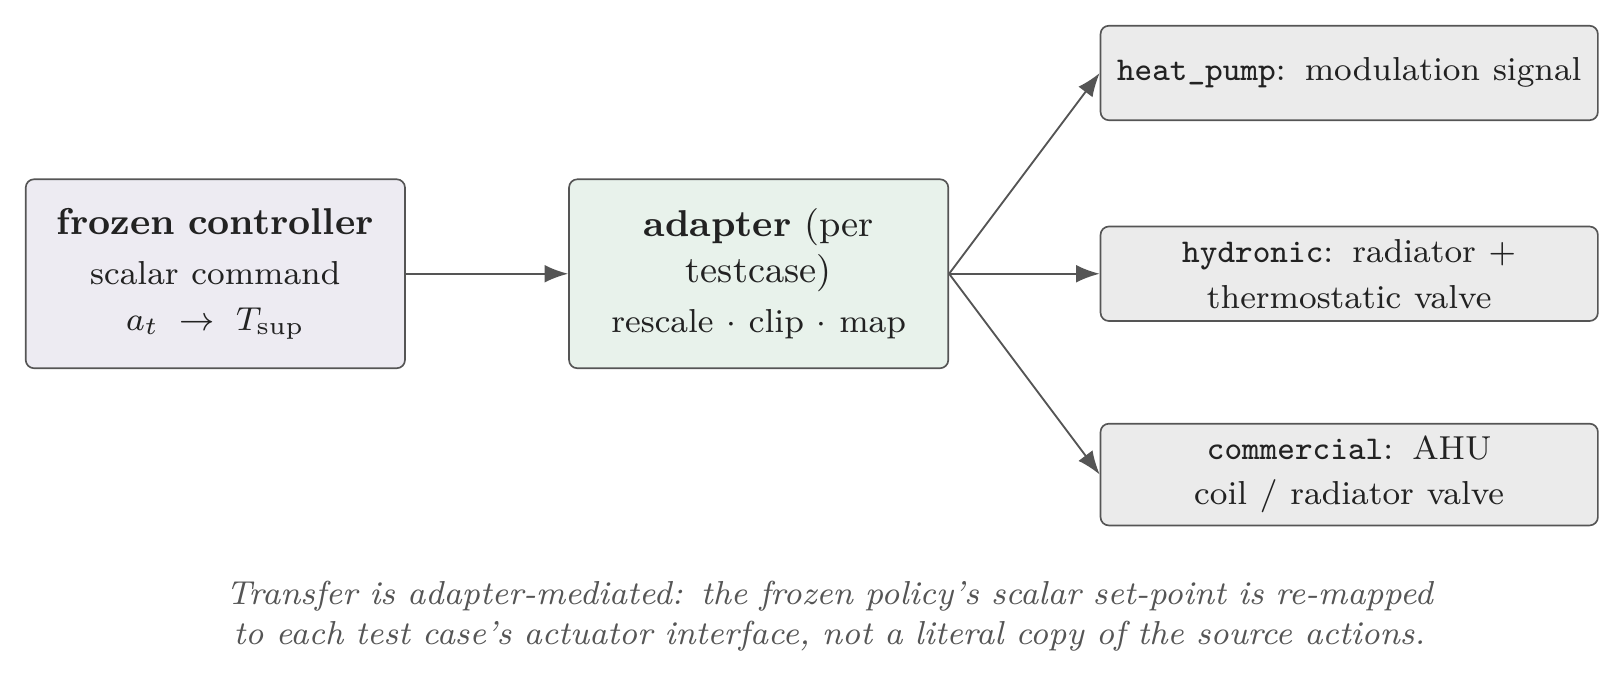 frozen controller
scalar command
a_t → T_sup
adapter (per
testcase)
rescale · clip · map
heat_pump: modulation signal
hydronic: radiator +
thermostatic valve
commercial: AHU
coil / radiator valve
Transfer is adapter-mediated: the frozen policy’s scalar set-point is re-mapped
to each test case’s actuator interface, not a literal copy of the source actions.